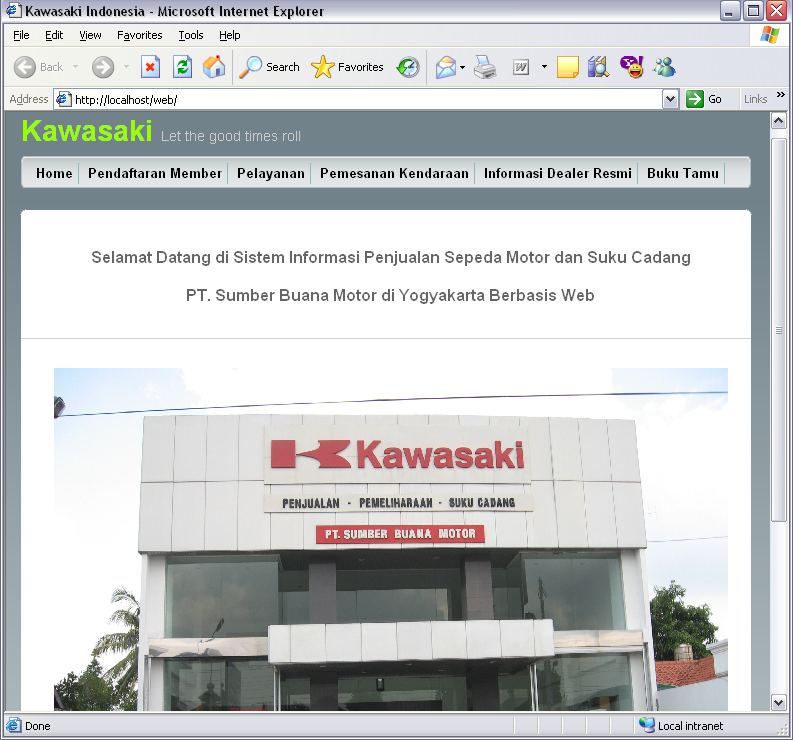 Kawasaki Indonesia - Microsoft Internet Explorer
File Edit View Favorites Tools Help
Back Search Favorites W
Address http://localhost/web/ Go Links »
Kawasaki Let the good times roll
Home Pendaftaran Member Pelayanan Pemesanan Kendaraan Informasi Dealer Resmi Buku Tamu
Selamat Datang di Sistem Informasi Penjualan Sepeda Motor dan Suku Cadang
PT. Sumber Buana Motor di Yogyakarta Berbasis Web
Kawasaki
PENJUALAN - PEMELIHARAAN - SUKU CADANG
PT. SUMBER BUANA MOTOR
Done Local intranet